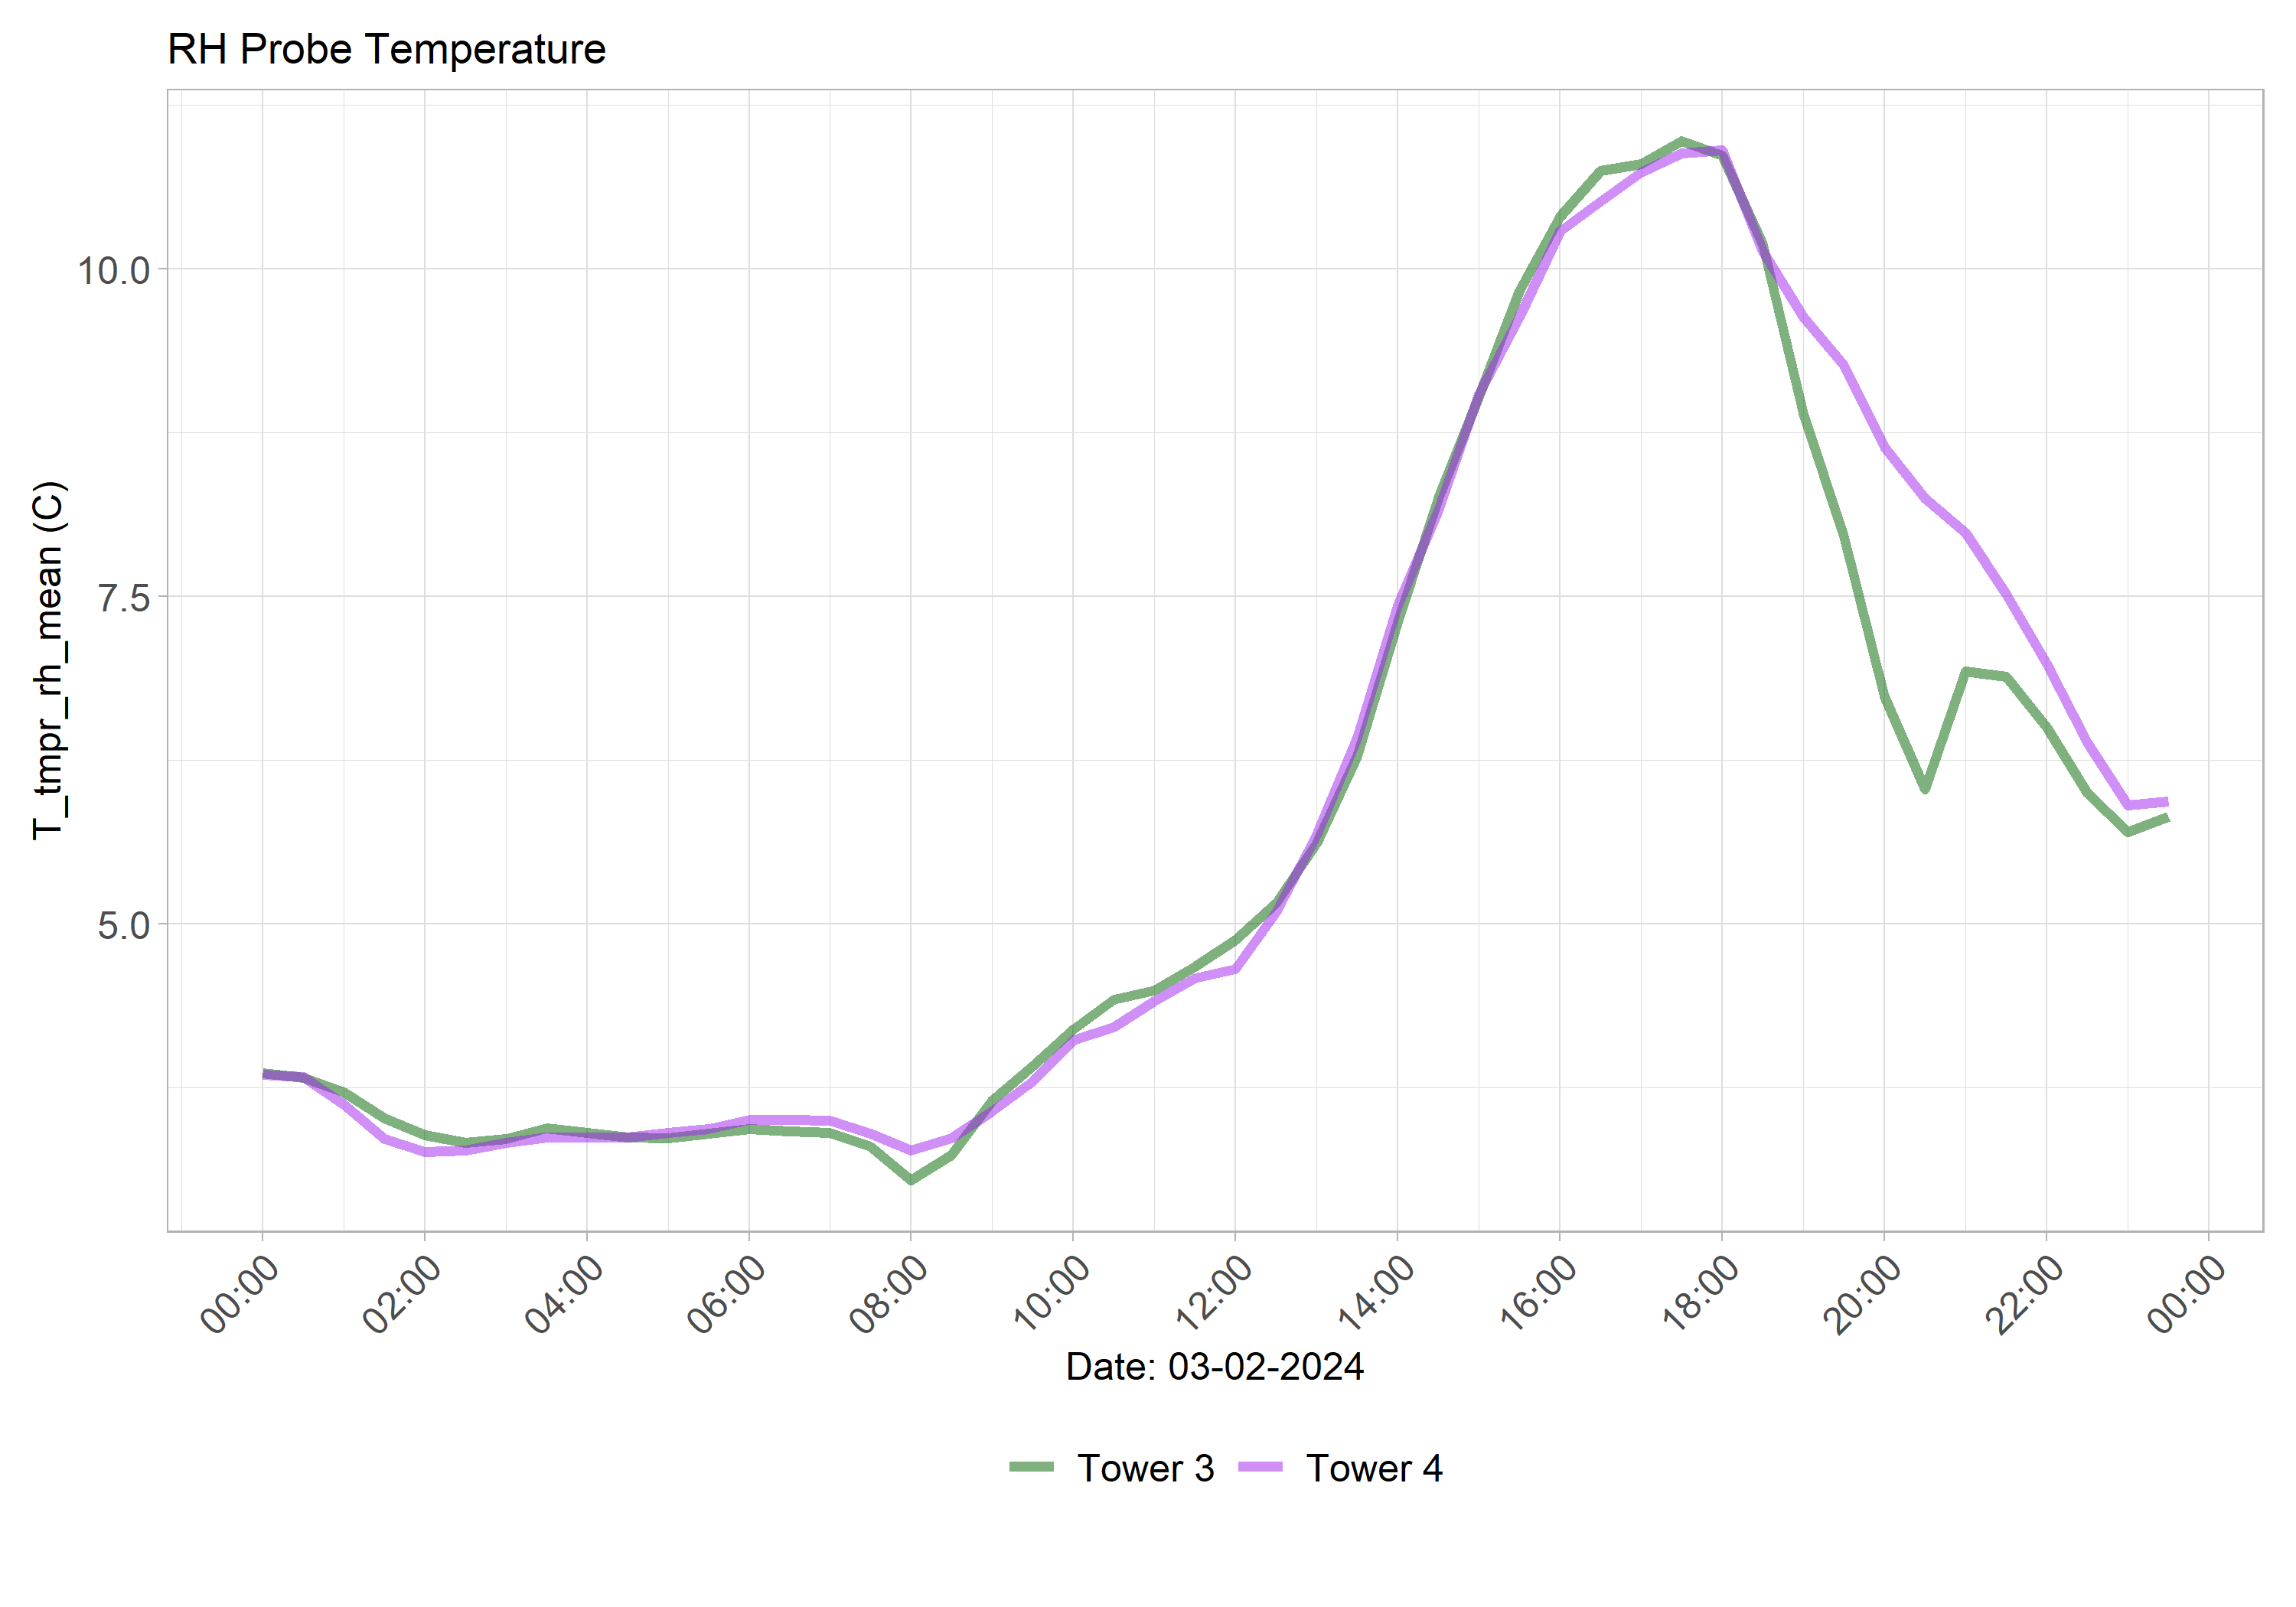 RH Probe Temperature
T_tmpr_rh_mean (C)
10.0
7.5
5.0
00:00 02:00 04:00 06:00 08:00 10:00 12:00 14:00 16:00 18:00 20:00 22:00 00:00
Date: 03-02-2024
Tower 3 Tower 4